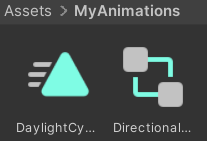 Assets > MyAnimations
DaylightCy... Directional...